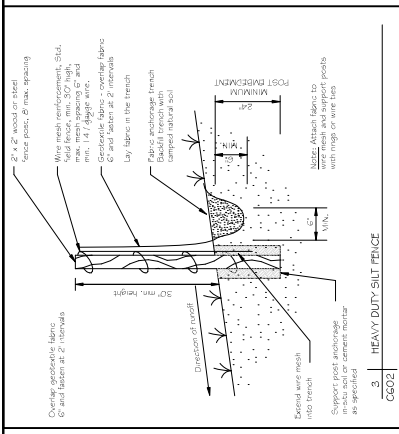 2" x 2" wood or steel
fence post, 8' max. spacing
Wire mesh reinforcement, Std.
field fence, min. 30" high,
max. mesh spacing 6" and
min. 14 1/2 gauge wire.
Geotextile fabric - overlap fabric
6" and fasten at 2' intervals
Lay fabric in the trench
Fabric anchorage trench
Backfill trench with
tamped natural soil
24"
MINIMUM
POST EMBEDMENT
6"
MIN.
Note: Attach fabric to
wire mesh and support posts
with rings or wire ties
6"
MIN.
30" min. height
Overlap geotextile fabric
6" and fasten at 2' intervals
Direction of runoff
Extend wire mesh
into trench
Support post anchorage
in-situ soil or cement mortar
as specified
3
HEAVY DUTY SILT FENCE
C602